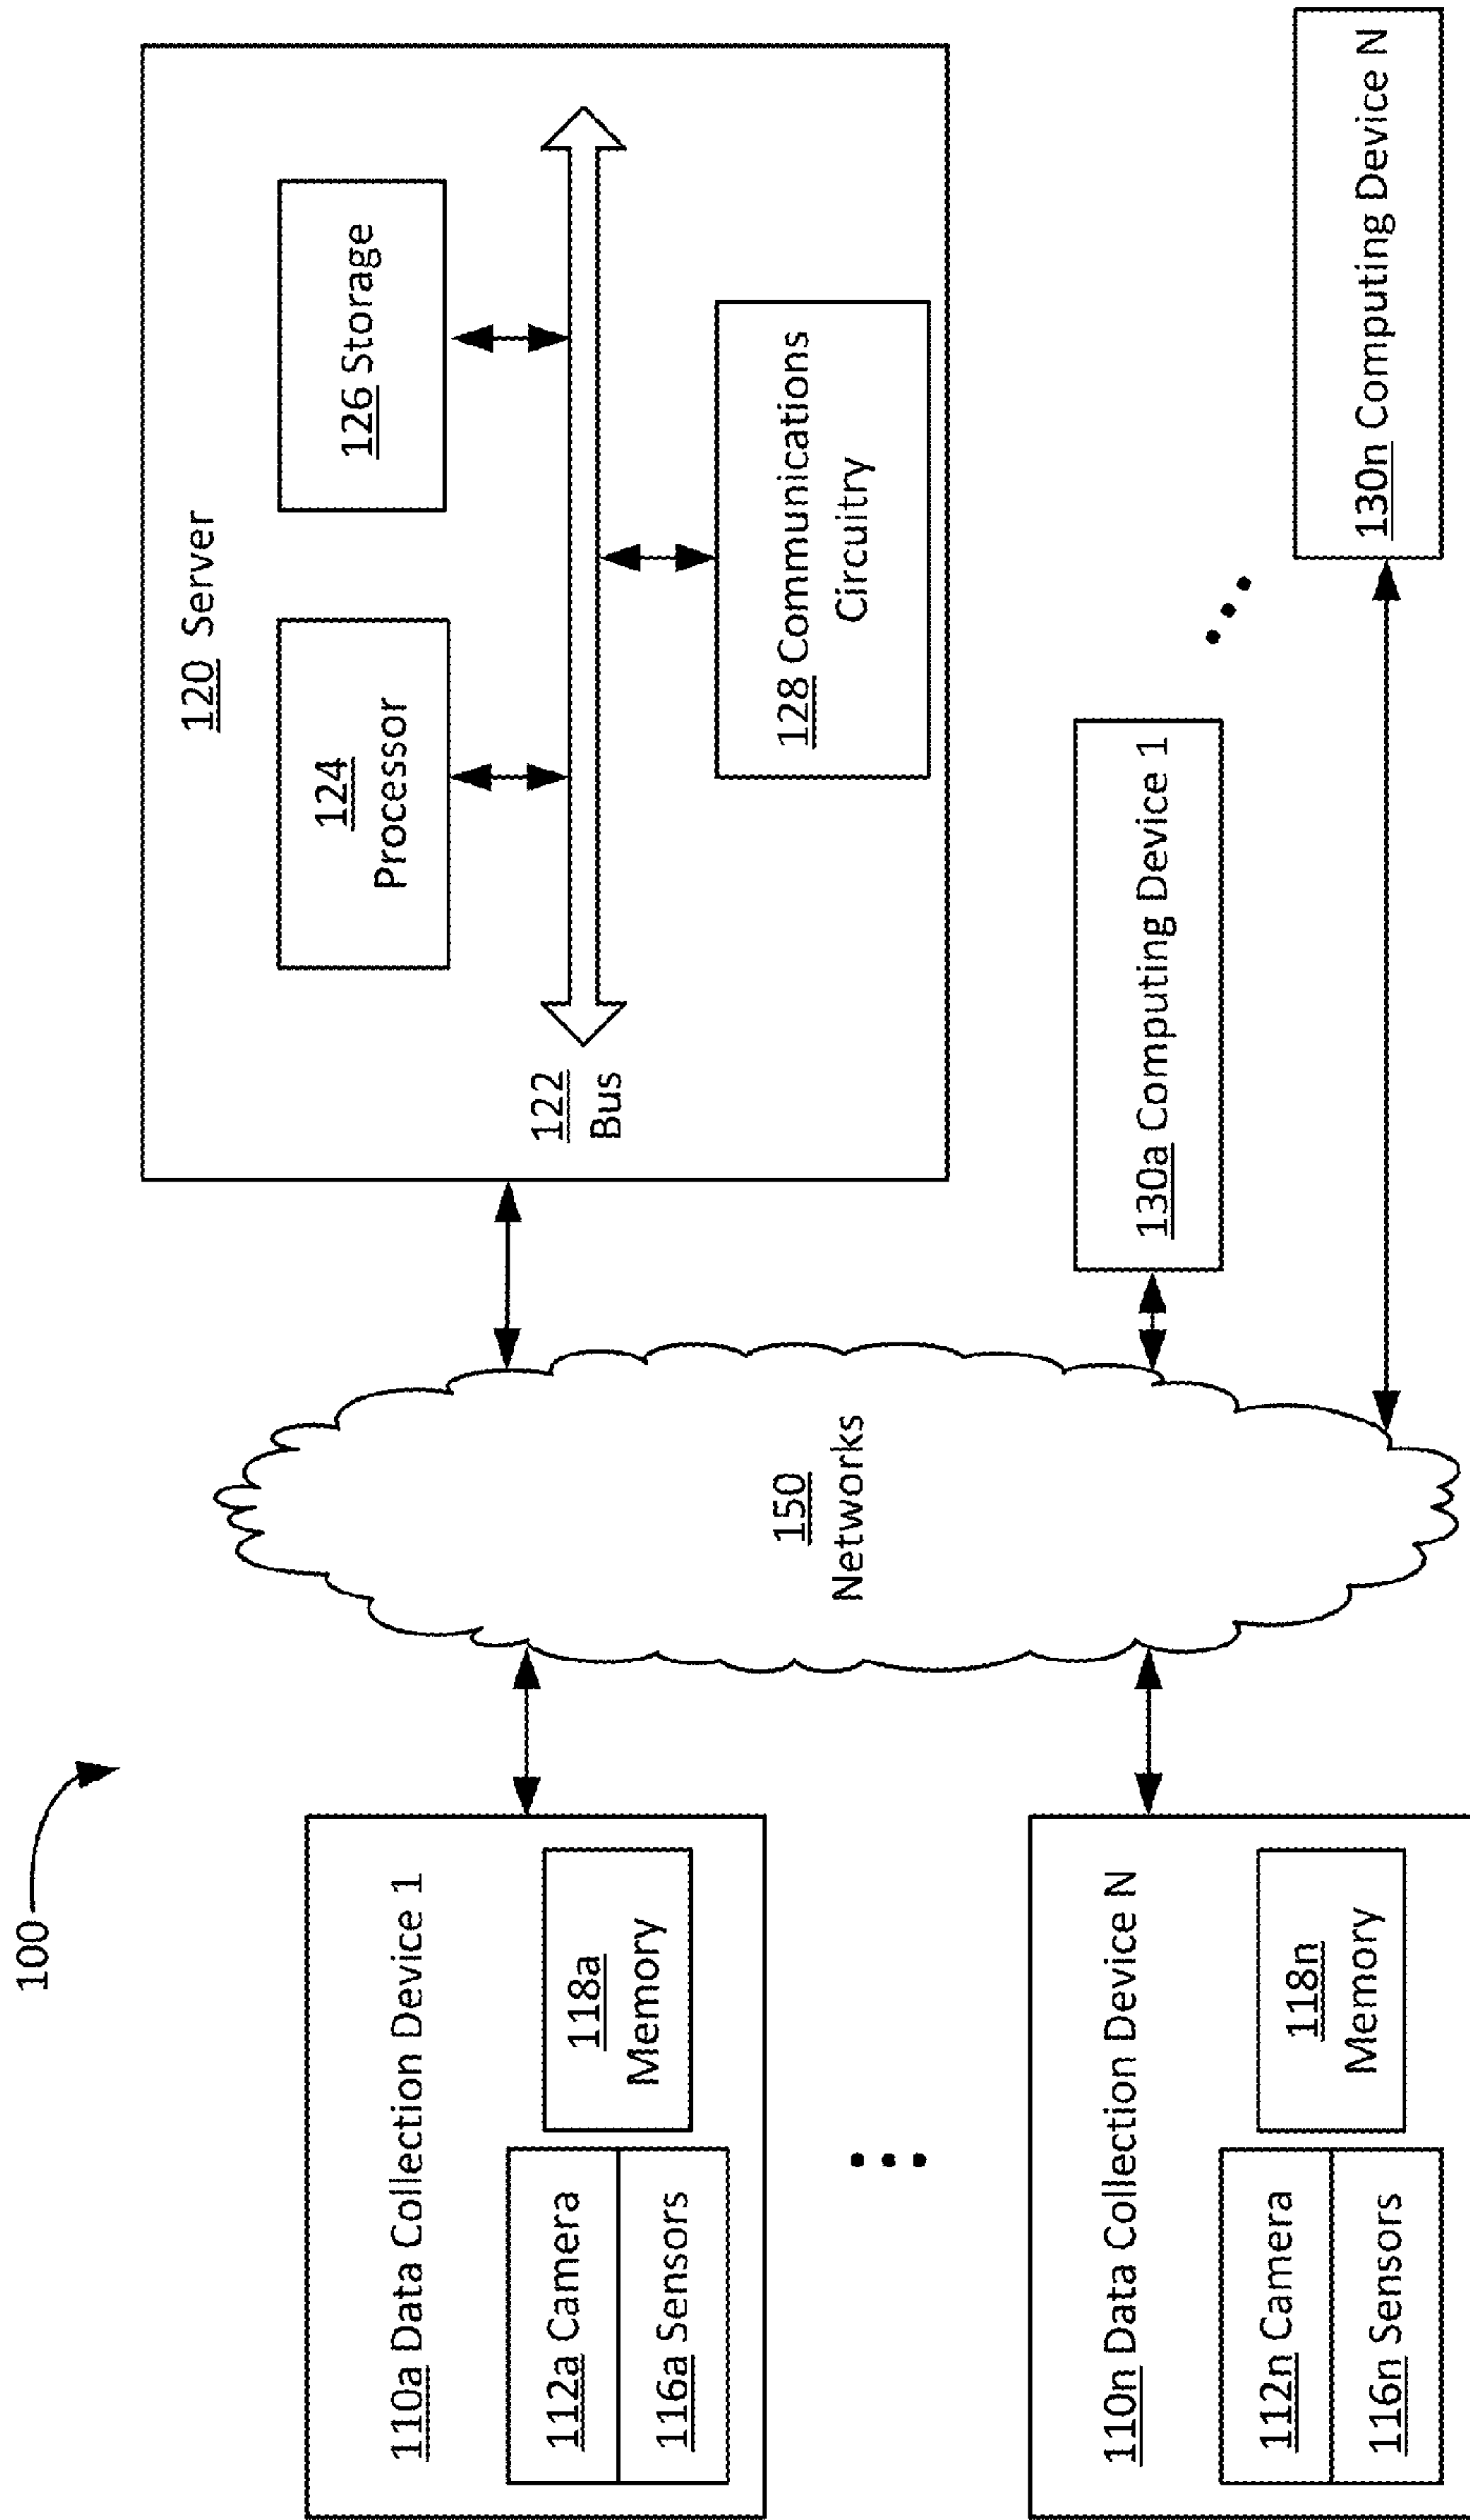 100
110a Data Collection Device 1
112a Camera
116a Sensors
118a
Memory
110n Data Collection Device N
112n Camera
116n Sensors
118n
Memory
150
Networks
120 Server
122
Bus
124
Processor
126 Storage
128 Communications
Circuitry
130a Computing Device 1
130n Computing Device N